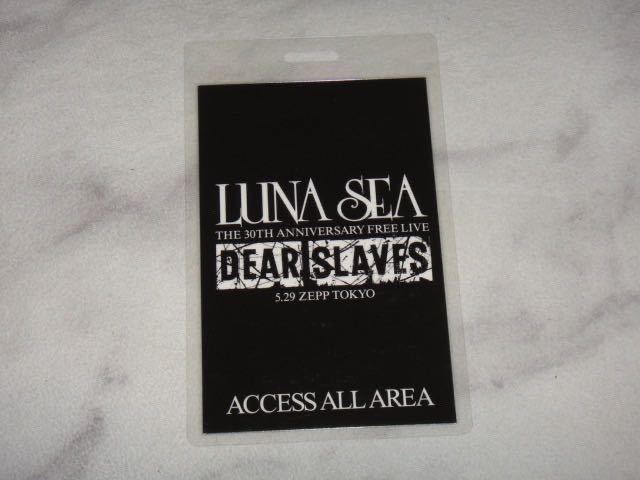 LUNA SEA
THE 30TH ANNIVERSARY FREE LIVE
DEAR SLAVES
5.29 ZEPP TOKYO
ACCESS ALL AREA